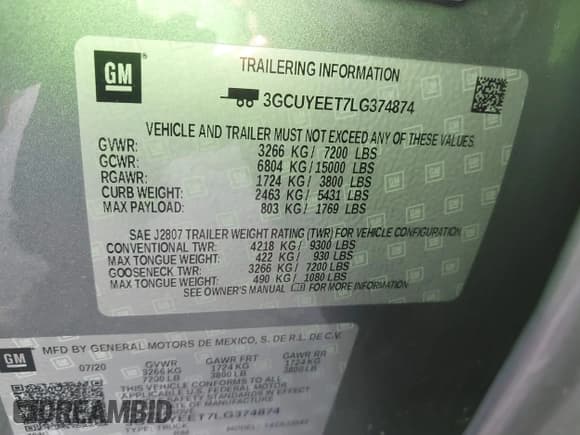 GM
TRAILERING INFORMATION
3GCUYEET7LG374874
VEHICLE AND TRAILER MUST NOT EXCEED ANY OF THESE VALUES.
GVWR: 3266 KG/ 7200 LBS
GCWR: 6804 KG/15000 LBS
RGAWR: 1724 KG/ 3800 LBS
CURB WEIGHT: 2463 KG/ 5431 LBS
MAX PAYLOAD: 803 KG/ 1769 LBS
SAE J2807 TRAILER WEIGHT RATING (TWR) FOR VEHICLE CONFIGURATION
CONVENTIONAL TWR: 4218 KG/ 9300 LBS
MAX TONGUE WEIGHT: 422 KG/ 930 LBS
GOOSENECK TWR: 3266 KG/ 7200 LBS
MAX TONGUE WEIGHT: 490 KG/ 1080 LBS
SEE OWNER'S MANUAL FOR MORE INFORMATION
GM
MFD BY GENERAL MOTORS DE MEXICO, S. DE R.L. DE C.V.
07/20 GVWR GAWR FRT GAWR RR
3266 KG 1724 KG 1724 KG
7200 LB 3800 LB 3800 LB
DREAMBID